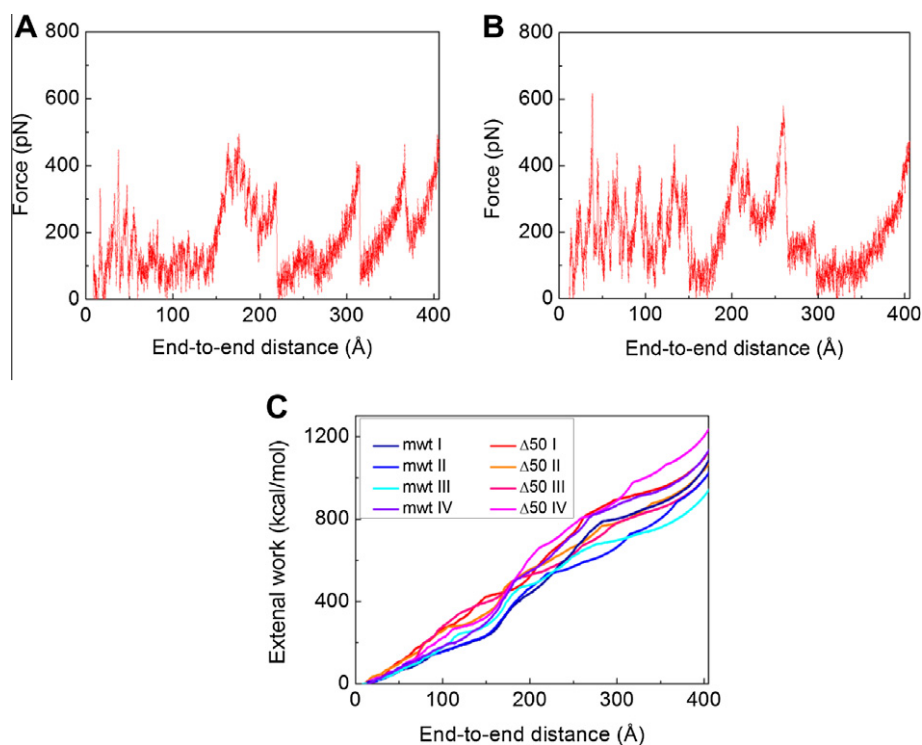 A
B
800
600
400
200
0
Force (pN)
0
100
200
300
400
End-to-end distance (Å)
800
600
400
200
0
Force (pN)
0
100
200
300
400
End-to-end distance (Å)
C
1200
800
400
0
Extenal work (kcal/mol)
mwt I
Δ50 I
mwt II
Δ50 II
mwt III
Δ50 III
mwt IV
Δ50 IV
0
100
200
300
400
End-to-end distance (Å)